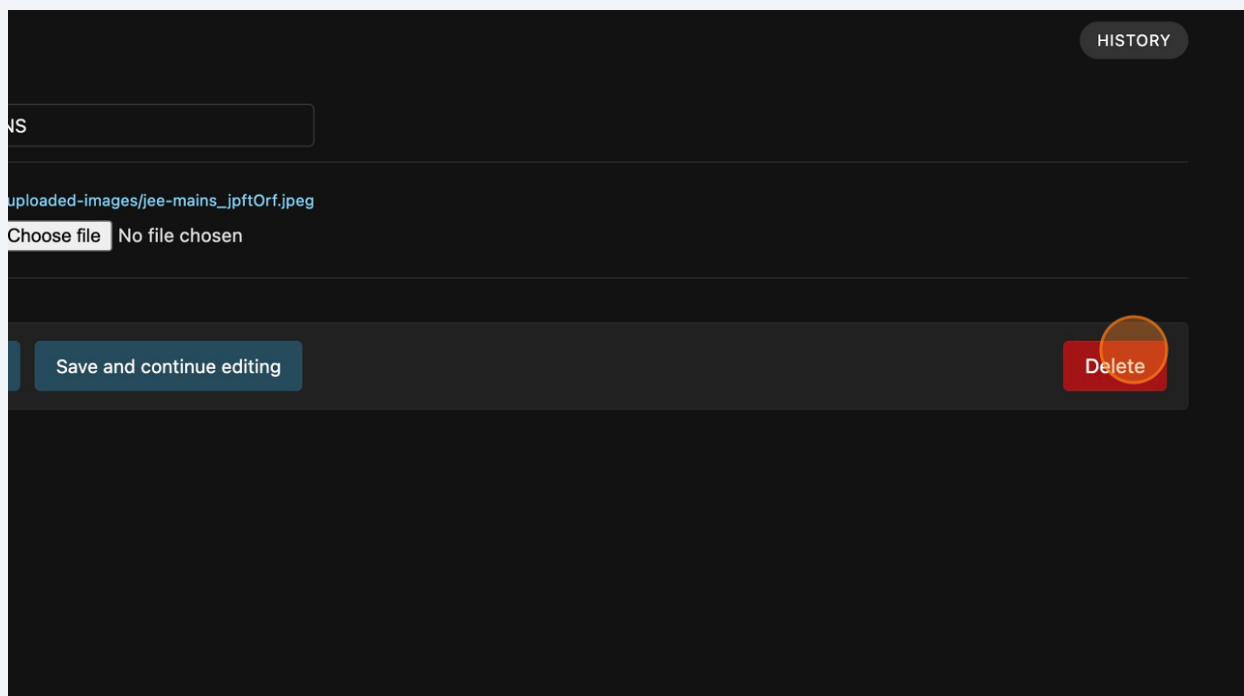 HISTORY
NS
uploaded-images/jee-mains_jpftOrf.jpeg
Choose file No file chosen
Save and continue editing
Delete